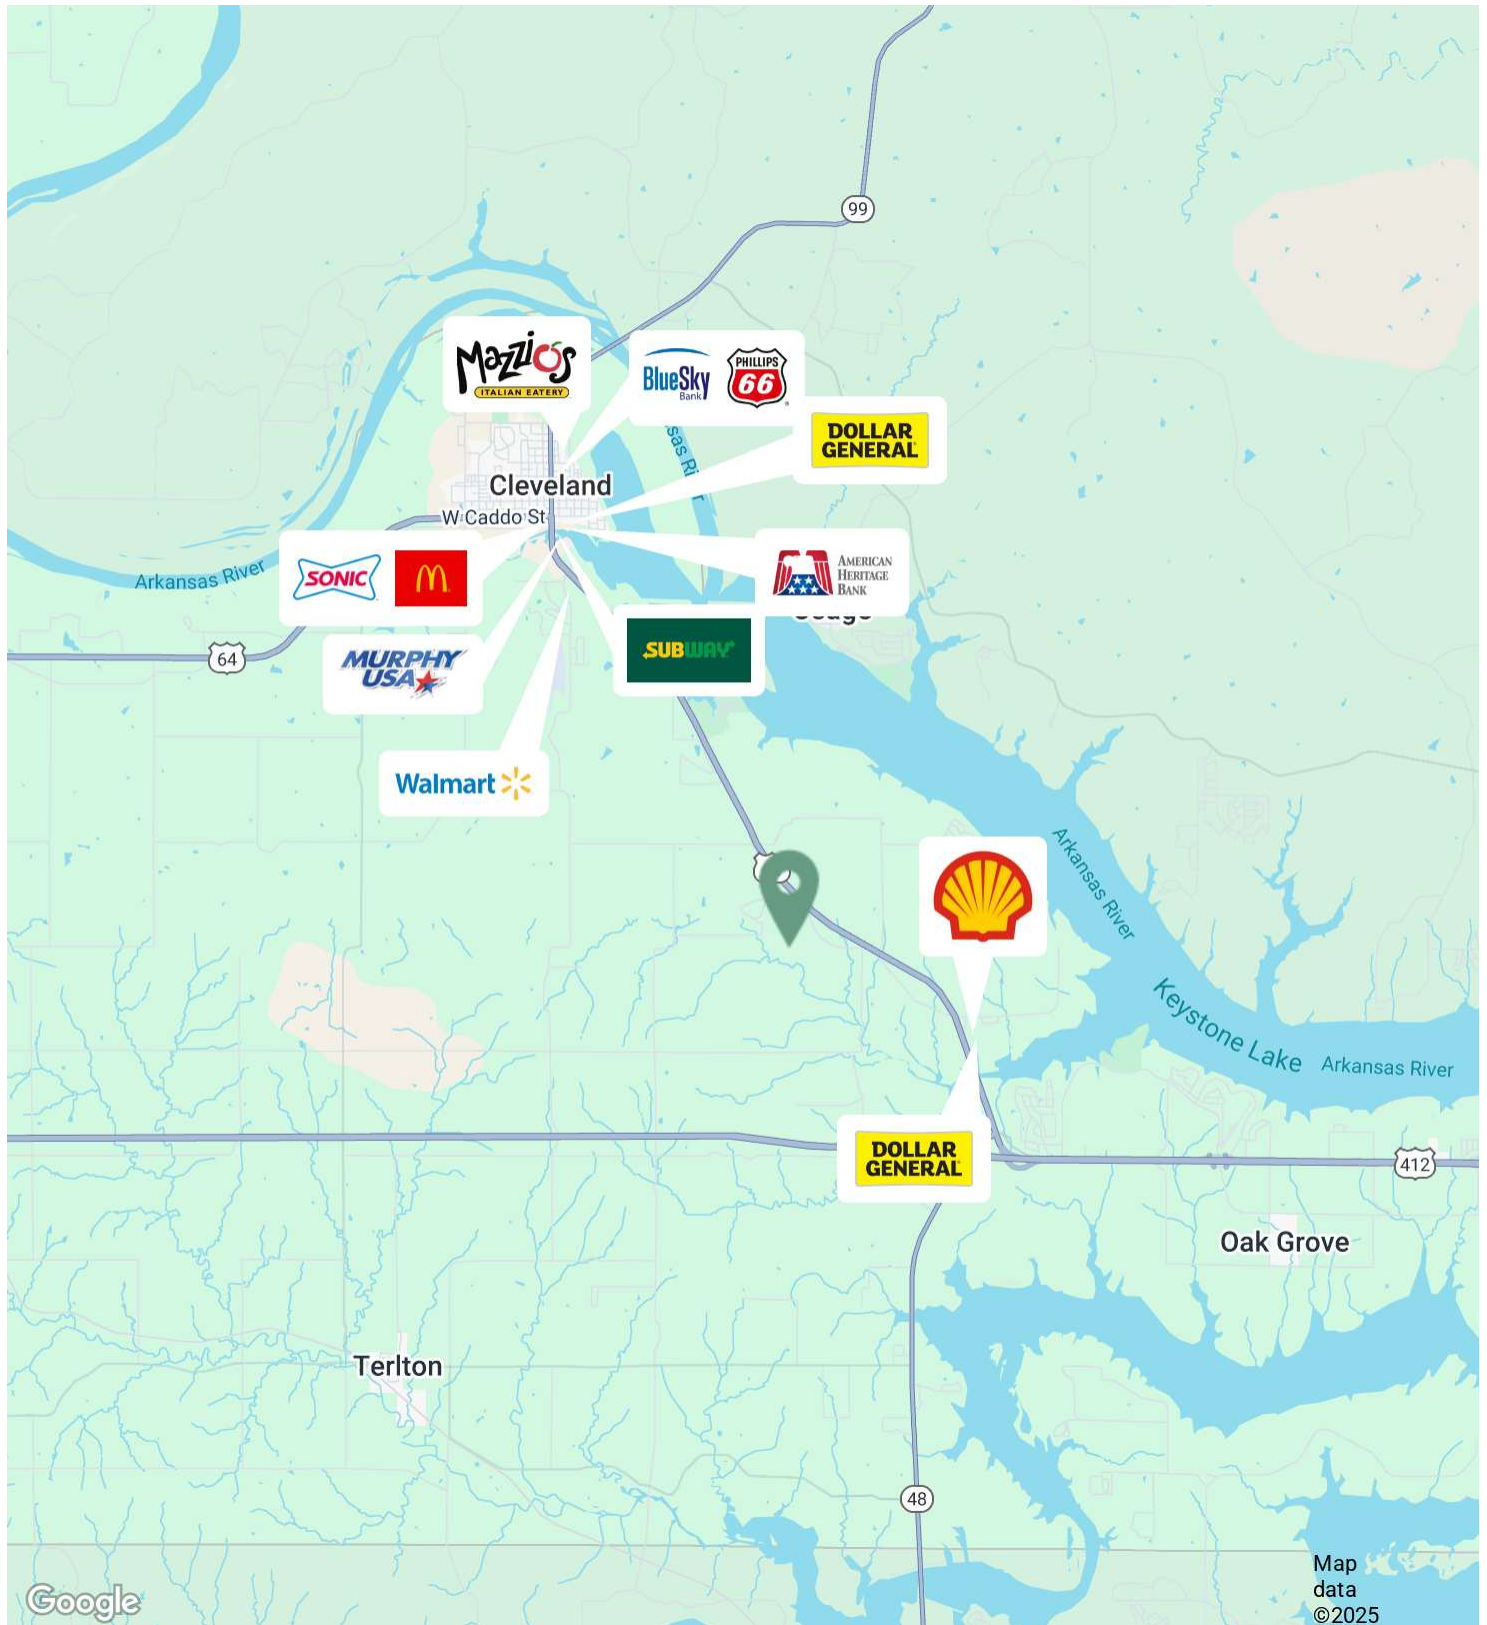 99
Mazzio's
ITALIAN EATERY
BlueSky
Bank
PHILLIPS
66
DOLLAR
GENERAL
Cleveland
W Caddo St
SONIC
AMERICAN
HERITAGE
BANK
Arkansas River
SUBWAY
64
MURPHY
USA
Walmart
Arkansas River
Keystone Lake
Arkansas River
DOLLAR
GENERAL
412
Oak Grove
Terlton
48
Google
Map
data
©2025